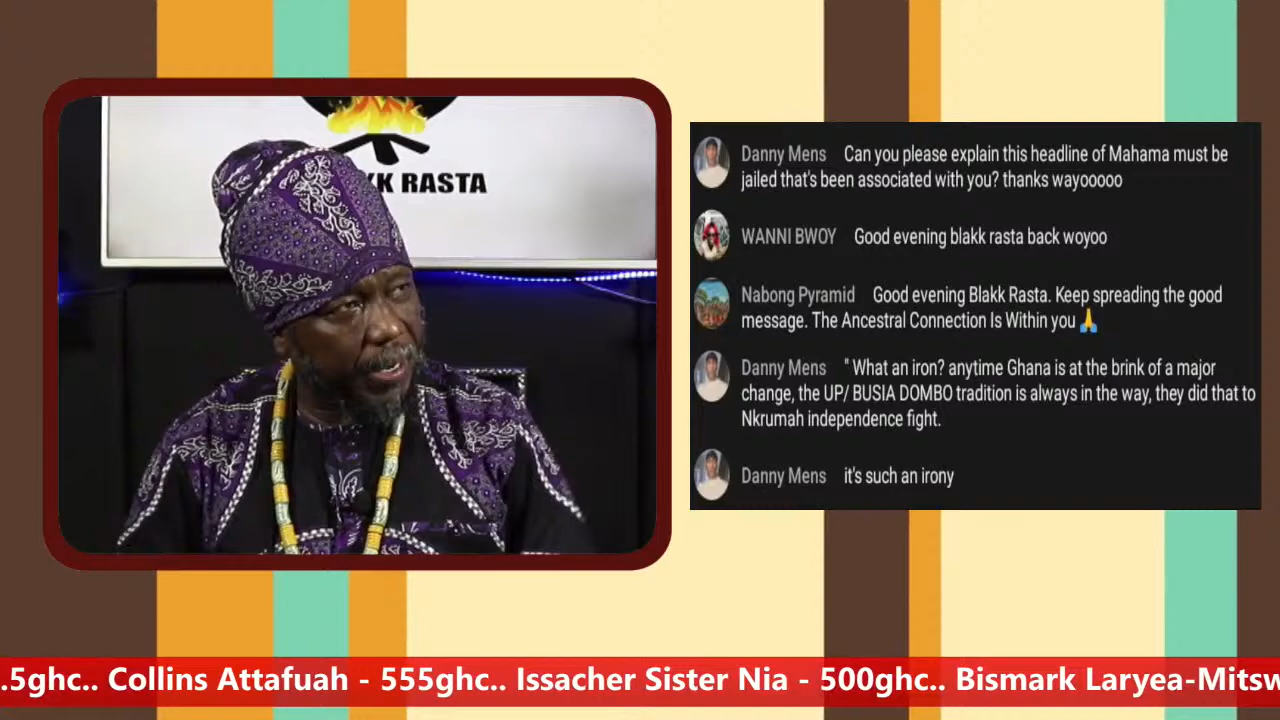 KK RASTA
Danny Mens Can you please explain this headline of Mahama must be
jailed that's been associated with you? thanks wayooooo
WANNI BWOY Good evening blakk rasta back woyoo
Nabong Pyramid Good evening Blakk Rasta. Keep spreading the good
message. The Ancestral Connection Is Within you 🙏
Danny Mens " What an iron? anytime Ghana is at the brink of a major
change, the UP/ BUSIA DOMBO tradition is always in the way, they did that to
Nkrumah independence fight.
Danny Mens it's such an irony
.5ghc.. Collins Attafuah - 555ghc.. Issacher Sister Nia - 500ghc.. Bismark Laryea-Mitsw